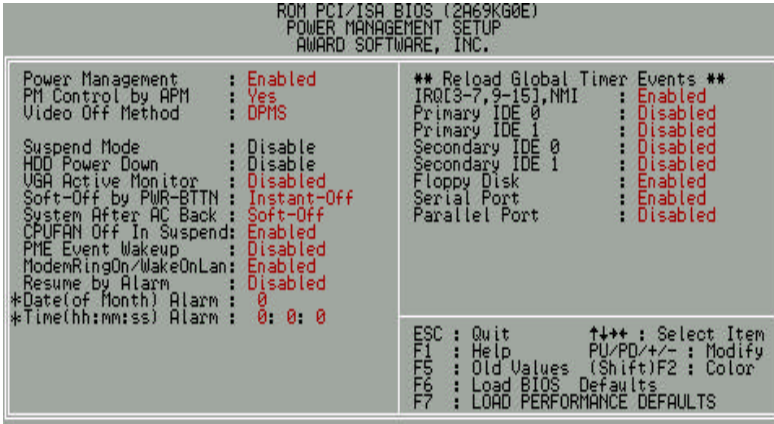 ROM PCI/ISA BIOS (2A69KG0E)
POWER MANAGEMENT SETUP
AWARD SOFTWARE, INC.
Power Management : Enabled
PM Control by APM : Yes
Video Off Method : DPMS
Suspend Mode : Disable
HDD Power Down : Disable
VGA Active Monitor : Disabled
Soft-Off by PWR-BTTN : Instant-Off
System After AC Back : Soft-Off
CPUFAN Off In Suspend: Enabled
PME Event Wakeup : Disabled
ModemRingOn/WakeOnLan: Enabled
Resume by Alarm : Disabled
*Date(of Month) Alarm : 0
*Time(hh:mm:ss) Alarm : 0: 0: 0
** Reload Global Timer Events **
IRQ[3-7,9-15],NMI : Enabled
Primary IDE 0 : Disabled
Primary IDE 1 : Disabled
Secondary IDE 0 : Disabled
Secondary IDE 1 : Disabled
Floppy Disk : Enabled
Serial Port : Enabled
Parallel Port : Disabled
ESC : Quit ↑↓→← : Select Item
F1 : Help PU/PD/+/- : Modify
F5 : Old Values (Shift)F2 : Color
F6 : Load BIOS Defaults
F7 : LOAD PERFORMANCE DEFAULTS